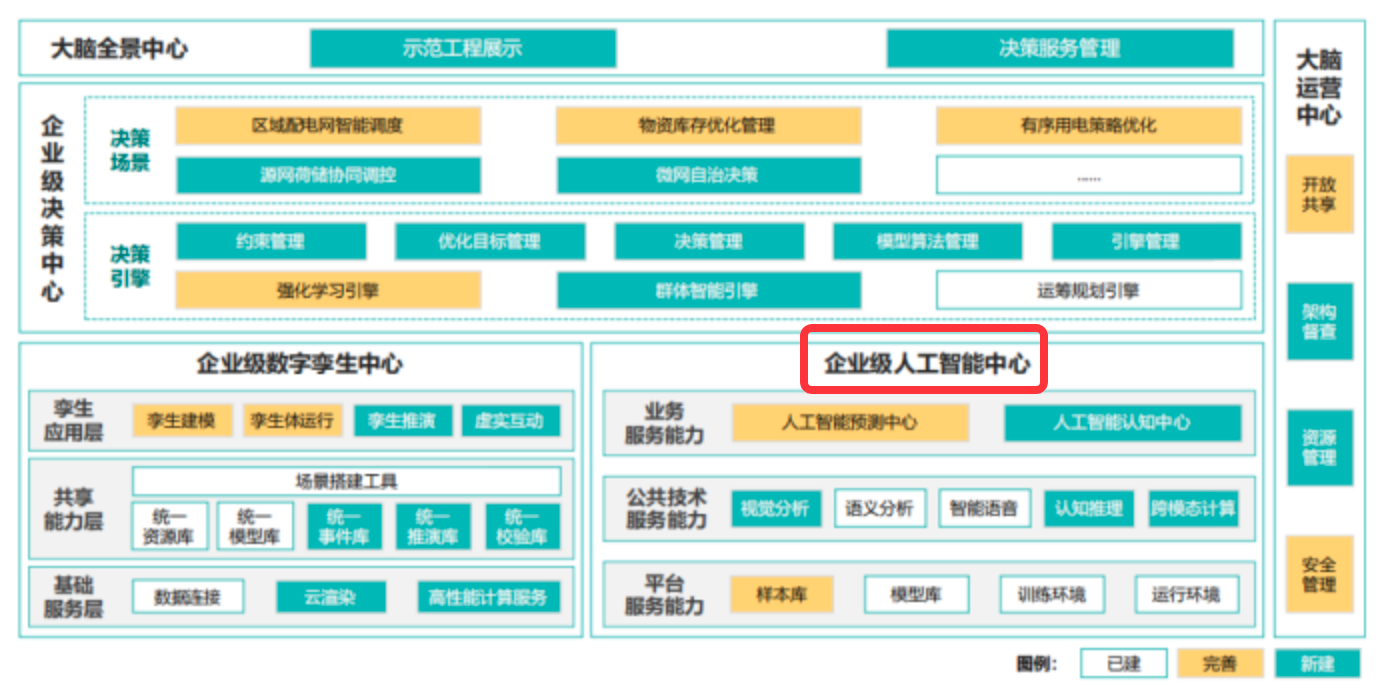 大脑全景中心
示范工程展示
决策服务管理
企业级决策中心
决策
场景
区域配电网智能调度
物资库存优化管理
有序用电策略优化
源网荷储协同调控
微网自治决策
......
决策
引擎
约束管理
优化目标管理
决策管理
模型算法管理
引擎管理
强化学习引擎
群体智能引擎
运筹规划引擎
企业级数字孪生中心
孪生
应用层
孪生建模
孪生体运行
孪生推演
虚实互动
共享
能力层
场景搭建工具
统一
资源库
统一
模型库
统一
事件库
统一
推演库
统一
校验库
基础
服务层
数据连接
云渲染
高性能计算服务
企业级人工智能中心
业务
服务能力
人工智能预测中心
人工智能认知中心
公共技术
服务能力
视觉分析
语义分析
智能语音
认知推理
跨模态计算
平台
服务能力
样本库
模型库
训练环境
运行环境
大脑
运营
中心
开放
共享
架构
督查
资源
管理
安全
管理
图例：
已建
完善
新建